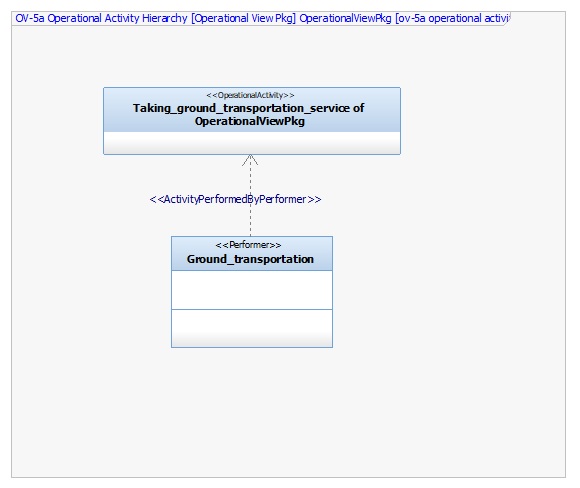 OV-5a Operational Activity Hierarchy [Operational View Pkg] OperationalViewPkg [ov-5a operational activi
<<OperationalActivity>>
Taking_ground_transportation_service of
OperationalViewPkg
<<ActivityPerformedByPerformer>>
<<Performer>>
Ground_transportation